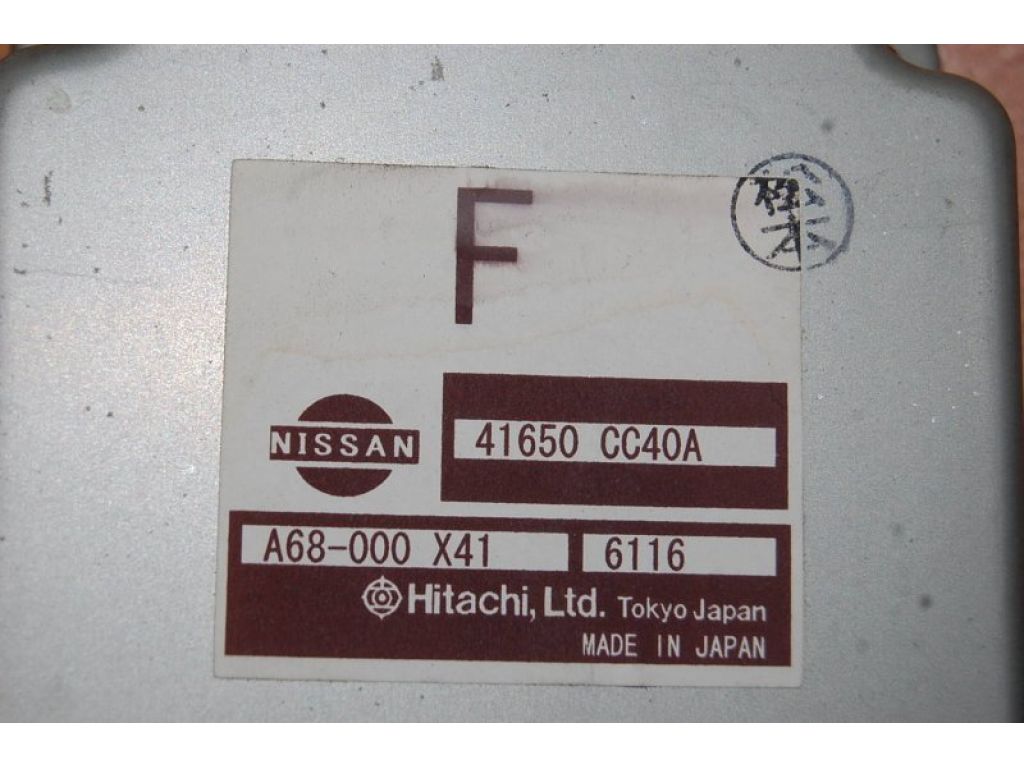 F
NISSAN
41650 CC40A
A68-000 X41
6116
Hitachi, Ltd. Tokyo Japan
MADE IN JAPAN